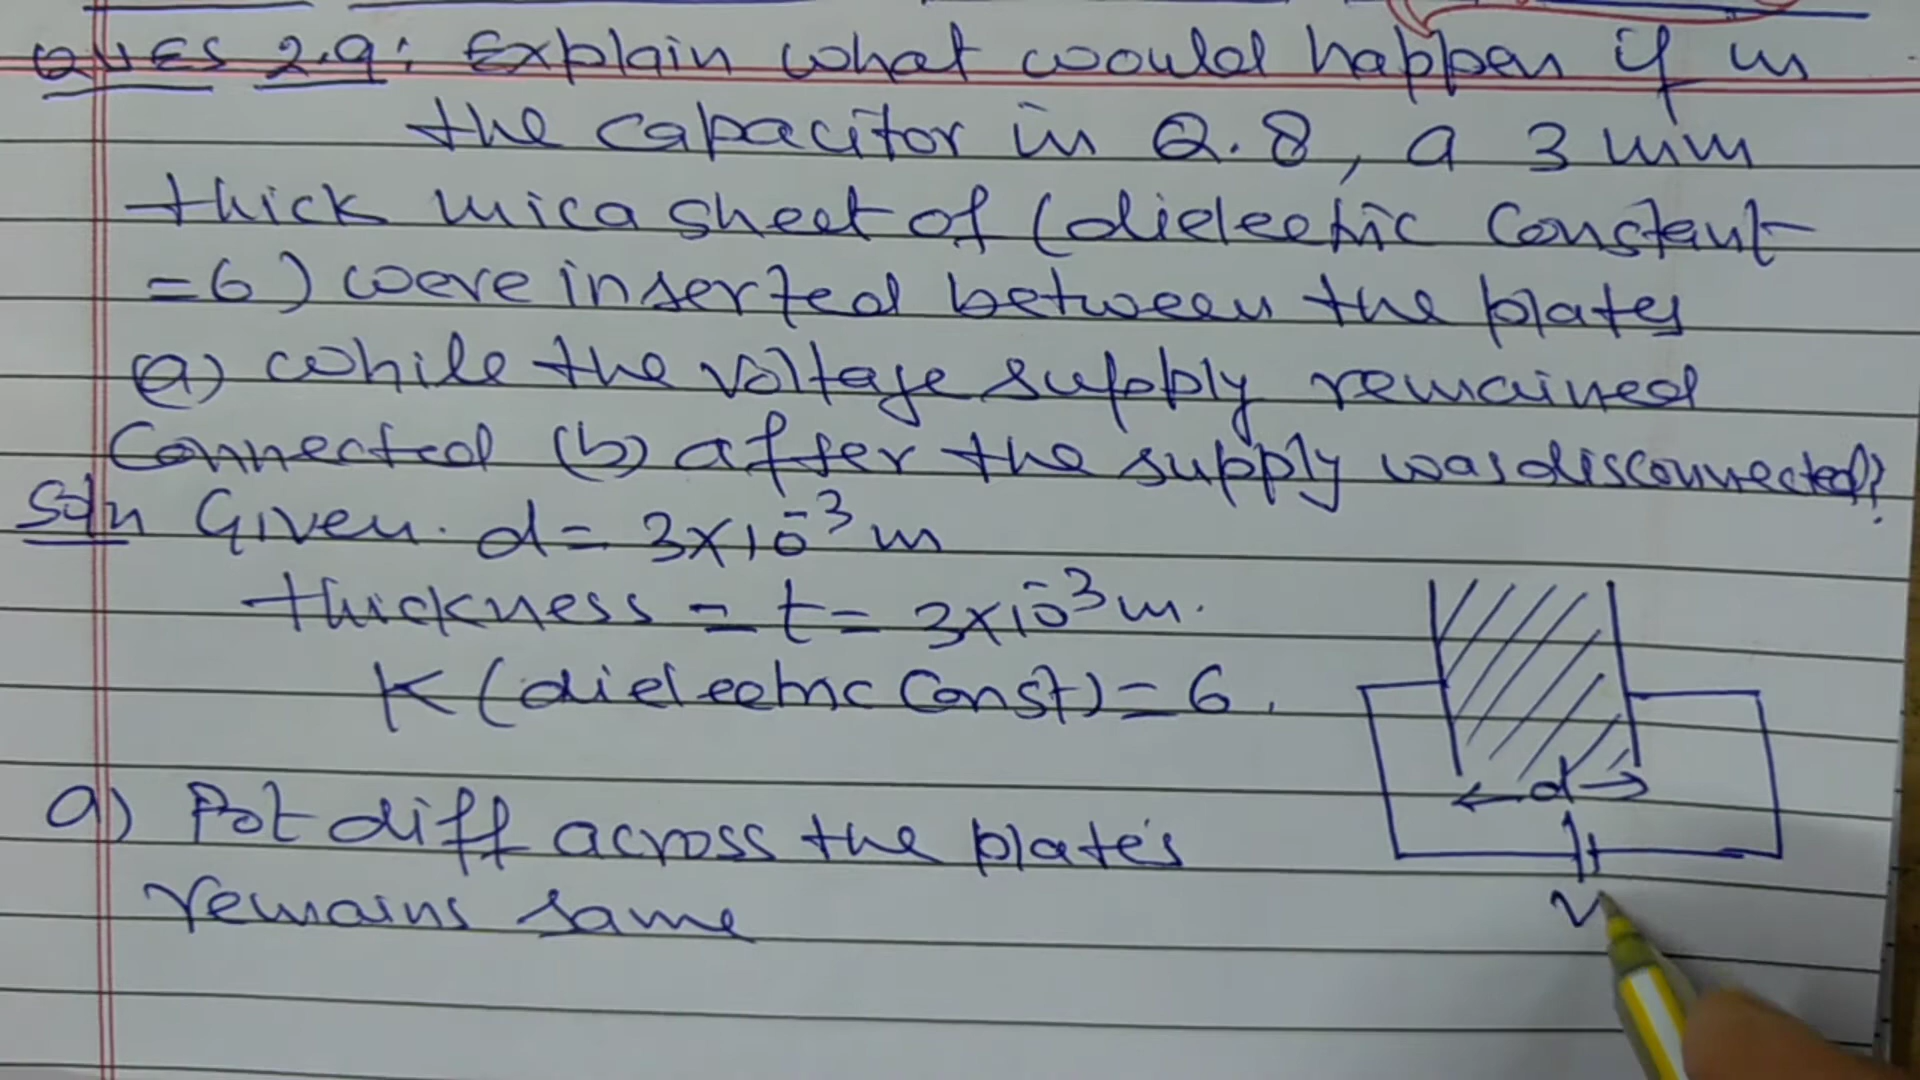 QUES 2.9: Explain what would happen if in
the capacitor in Q.8, a 3 mm
thick mica sheet of (dielectric constant
=6) were inserted between the plates
(a) while the voltage supply remained
Connected (b) after the supply was disconnected?
Soln Given. d = 3×10⁻³ m
thickness = t = 3×10⁻³ m.
K (dielectric const) = 6.
d
a) Pot diff across the plates
remains same
V